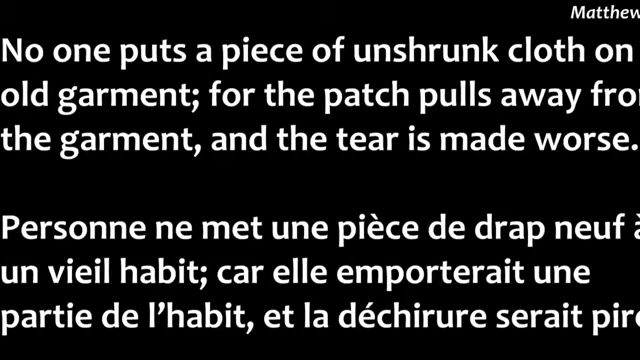 Matthew
No one puts a piece of unshrunk cloth on
old garment; for the patch pulls away from
the garment, and the tear is made worse.
Personne ne met une pièce de drap neuf à
un vieil habit; car elle emporterait une
partie de l’habit, et la déchirure serait pire